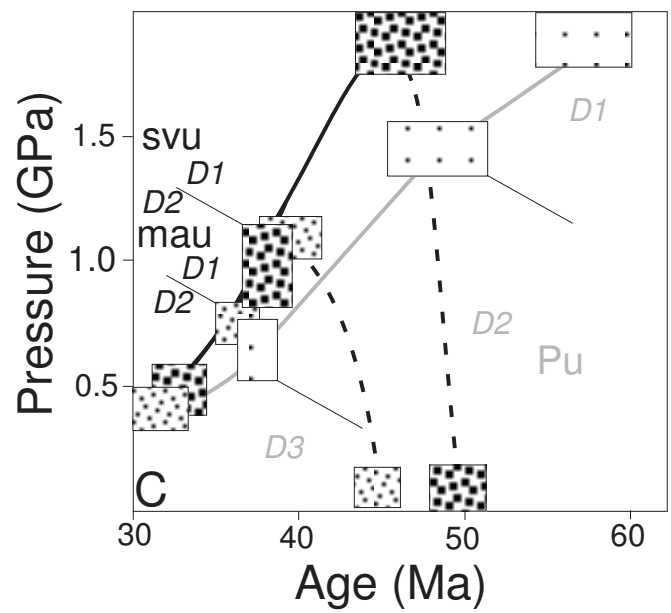 Pressure (GPa)
1.5
1.0
0.5
svu
D1
D2
mau
D1
D2
D1
D2
Pu
D3
C
30
40
50
60
Age (Ma)